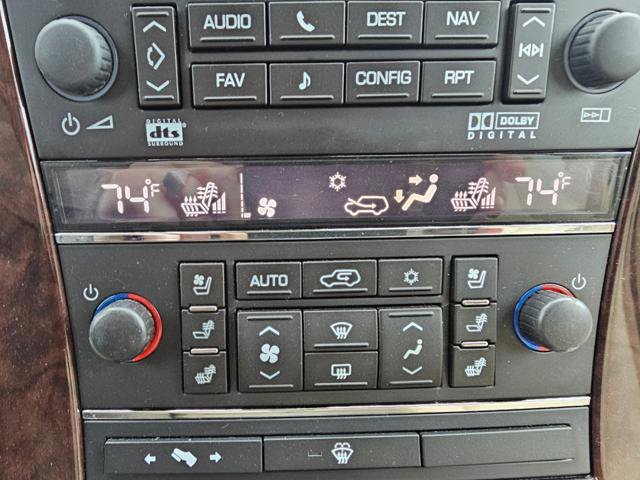 AUDIO DEST NAV
FAV CONFIG RPT
DIGITAL
dts
SURROUND
DOLBY
DIGITAL
74°F 74°F
AUTO